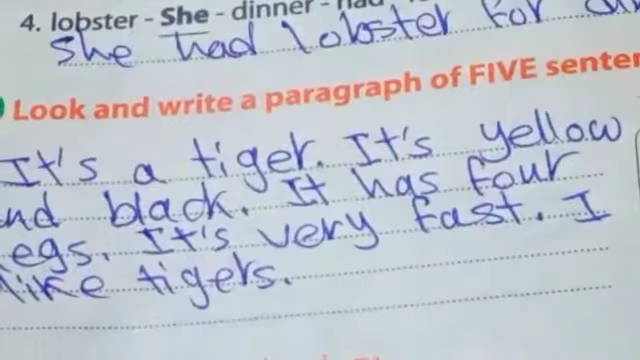 4. lobster - She - dinner - had
She had lobster for
Look and write a paragraph of FIVE
It's a tiger. It's yellow
nd black. It has four
egs. It's very fast. I
like tigers.